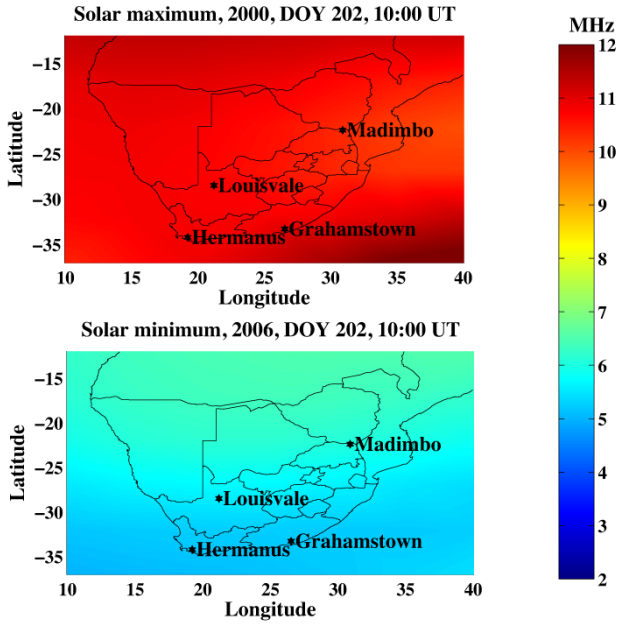 Solar maximum, 2000, DOY 202, 10:00 UT
MHz
−15
−20
−25
−30
−35
Latitude
Madimbo
Louisvale
Hermanus
Grahamstown
10 15 20 25 30 35 40
Longitude
Solar minimum, 2006, DOY 202, 10:00 UT
−15
−20
−25
−30
−35
Latitude
Madimbo
Louisvale
Hermanus
Grahamstown
10 15 20 25 30 35 40
Longitude
12
11
10
9
8
7
6
5
4
3
2